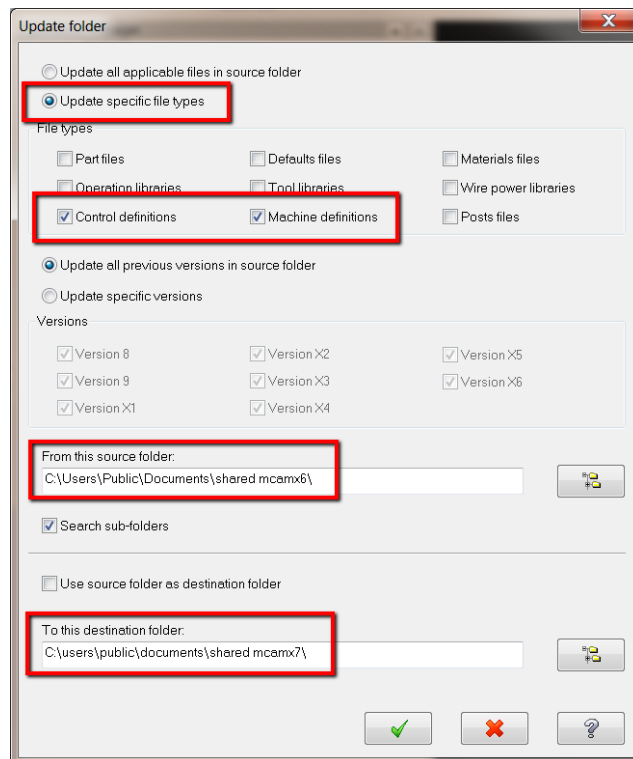 Update folder
Update all applicable files in source folder
Update specific file types
File types
Part files Defaults files Materials files
Operation libraries Tool libraries Wire power libraries
Control definitions Machine definitions Posts files
Update all previous versions in source folder
Update specific versions
Versions
Version 8 Version X2 Version X5
Version 9 Version X3 Version X6
Version X1 Version X4
From this source folder:
C:\Users\Public\Documents\shared mcamx6\
Search sub-folders
Use source folder as destination folder
To this destination folder:
C:\users\public\documents\shared mcamx7\